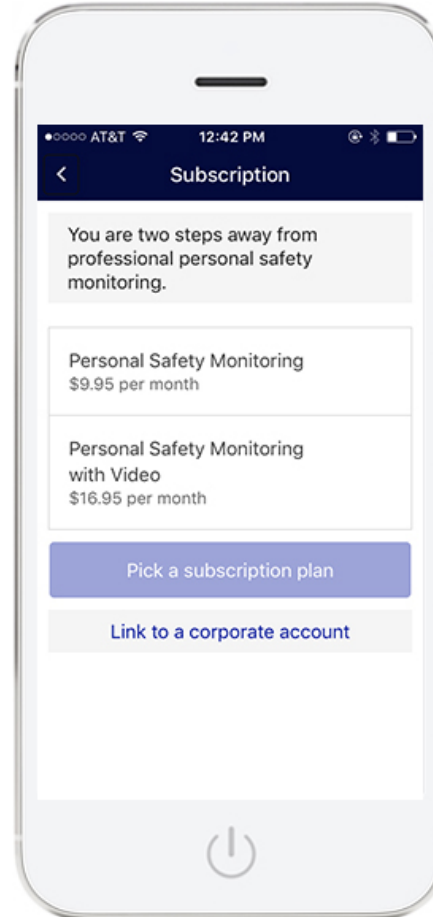 AT&T 12:42 PM
Subscription
You are two steps away from
professional personal safety
monitoring.
Personal Safety Monitoring
$9.95 per month
Personal Safety Monitoring
with Video
$16.95 per month
Pick a subscription plan
Link to a corporate account